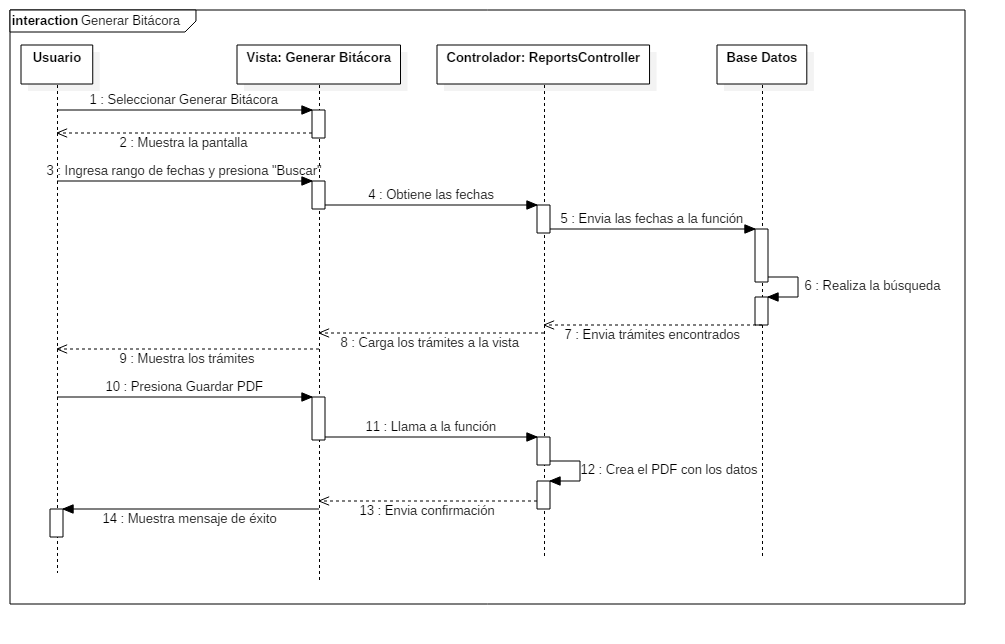 interaction Generar Bitácora
Usuario
Vista: Generar Bitácora
Controlador: ReportsController
Base Datos
1 : Seleccionar Generar Bitácora
2 : Muestra la pantalla
3 : Ingresa rango de fechas y presiona "Buscar"
4 : Obtiene las fechas
5 : Envia las fechas a la función
6 : Realiza la búsqueda
7 : Envia trámites encontrados
8 : Carga los trámites a la vista
9 : Muestra los trámites
10 : Presiona Guardar PDF
11 : Llama a la función
12 : Crea el PDF con los datos
13 : Envia confirmación
14 : Muestra mensaje de éxito